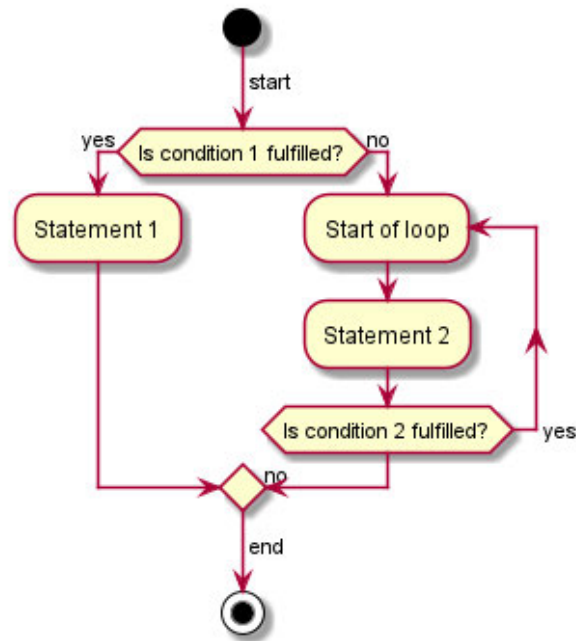 start
yes
Is condition 1 fulfilled?
no
Statement 1
Start of loop
Statement 2
Is condition 2 fulfilled?
yes
no
end